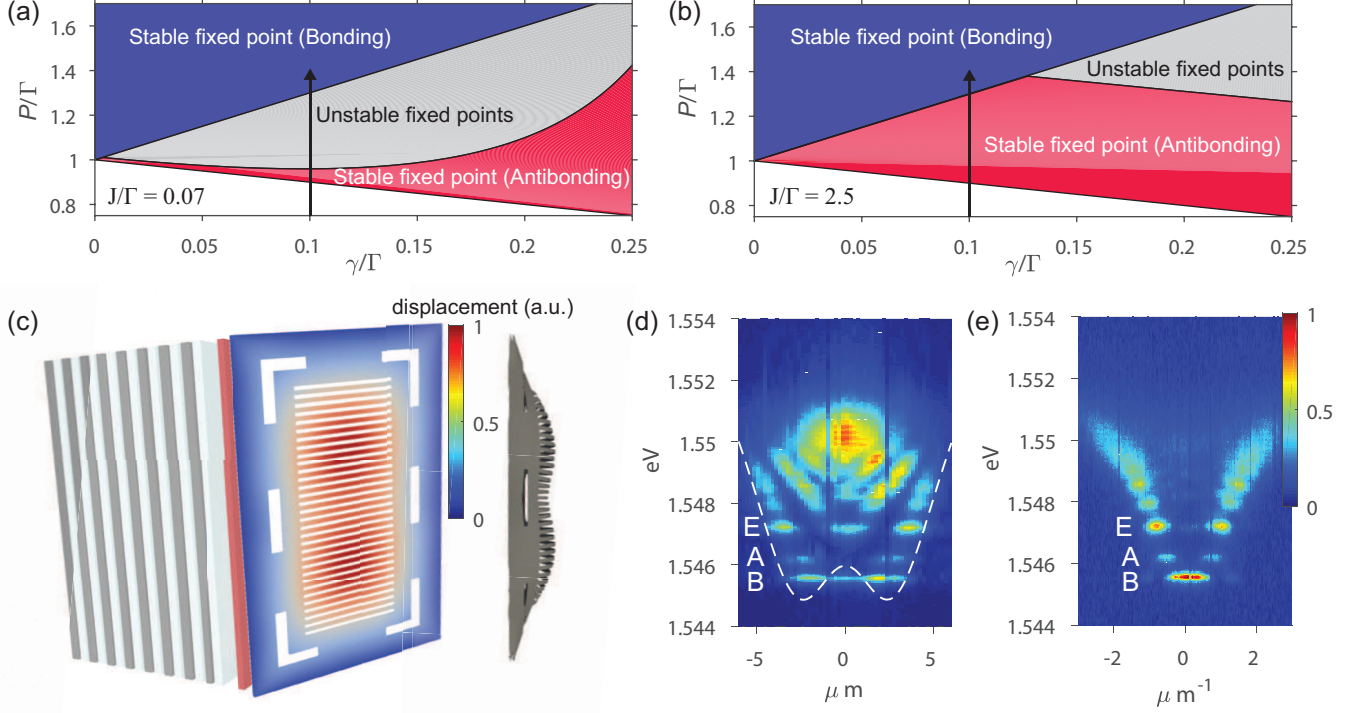 (a)
P/Γ
1.6
1.4
1.2
1
0.8
Stable fixed point (Bonding)
Unstable fixed points
Stable fixed point (Antibonding)
J/Γ = 0.07
0 0.05 0.1 0.15 0.2 0.25
γ/Γ
(b)
P/Γ
1.6
1.4
1.2
1
0.8
Stable fixed point (Bonding)
Unstable fixed points
Stable fixed point (Antibonding)
J/Γ = 2.5
0 0.05 0.1 0.15 0.2 0.25
γ/Γ
(c)
displacement (a.u.)
1
0.5
0
(d)
eV
1.554
1.552
1.55
1.548
1.546
1.544
E
A
B
-5 0 5
μ m
(e)
eV
1.554
1.552
1.55
1.548
1.546
1.544
E
A
B
-2 0 2
μ m⁻¹
1
0.5
0